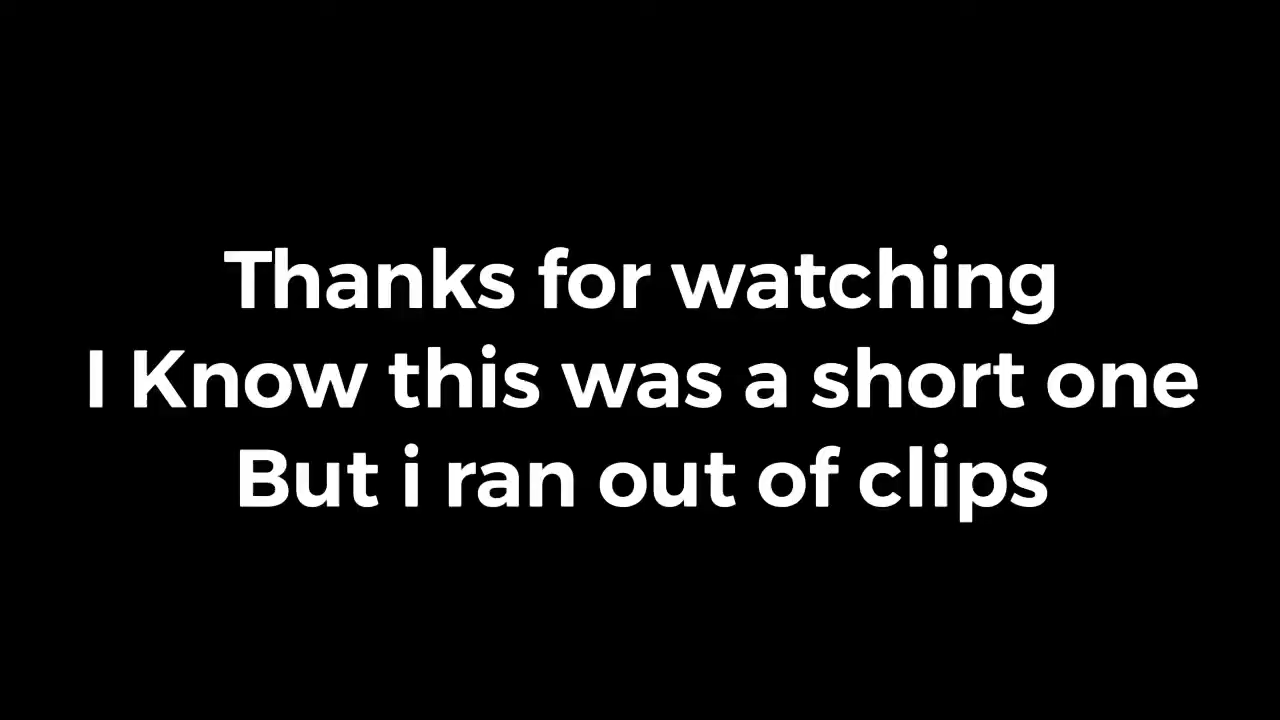 Thanks for watching
I Know this was a short one
But i ran out of clips